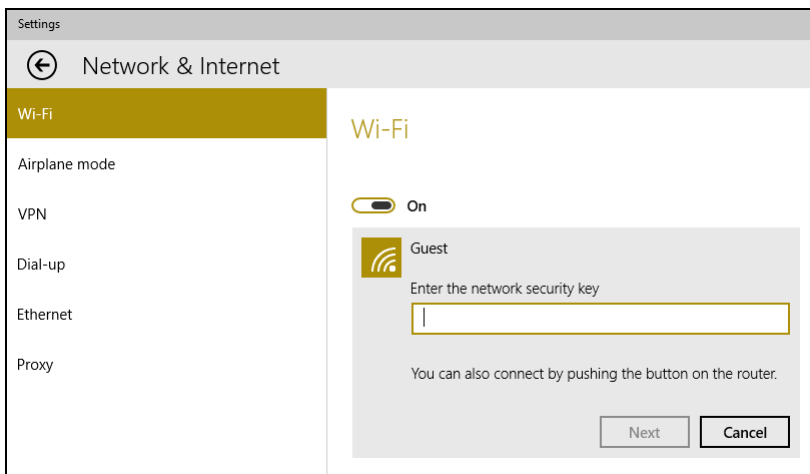 Settings
Network & Internet
Wi-Fi
Airplane mode
VPN
Dial-up
Ethernet
Proxy
Wi-Fi
On
Guest
Enter the network security key
You can also connect by pushing the button on the router.
Next Cancel